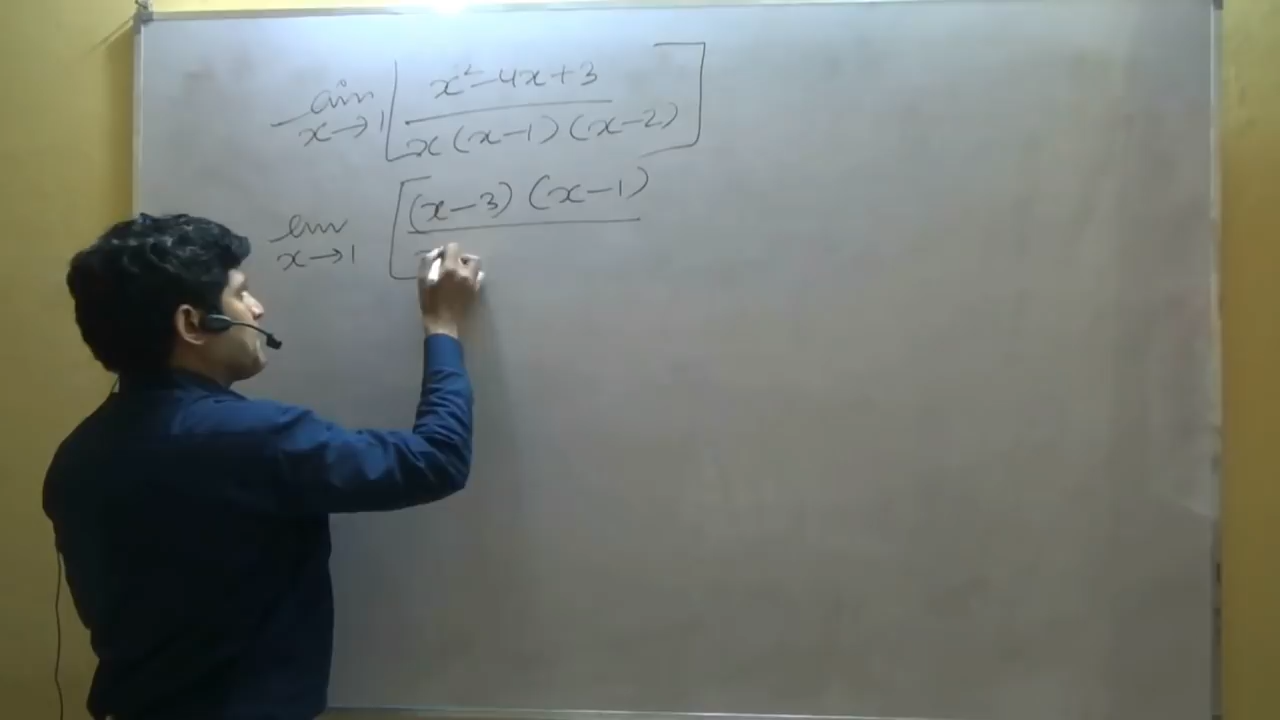 lim [x²-4x+3
x→1 x(x-1)(x-2)]
lim [(x-3)(x-1)
x→1 x